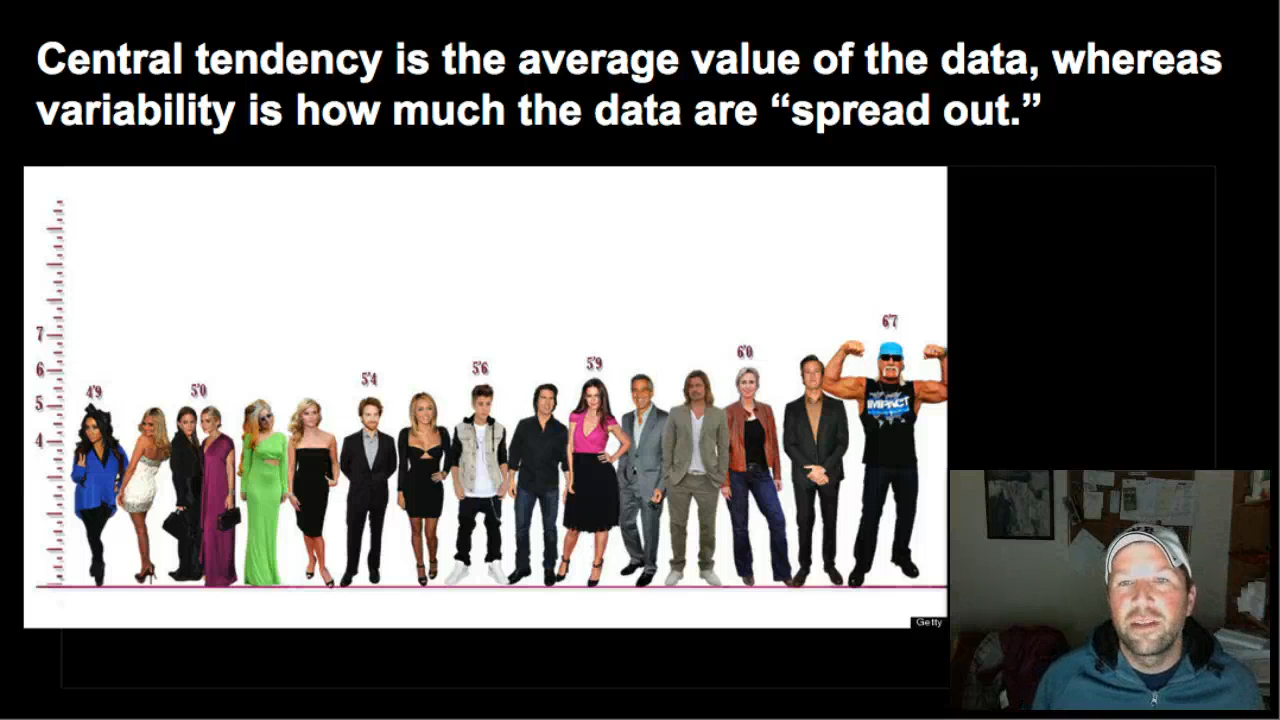 Central tendency is the average value of the data, whereas
variability is how much the data are “spread out.”
6'7
7
6'0
6
5'9
5'6
5'4
4'9
5'0
5
4
IMPACT
Getty